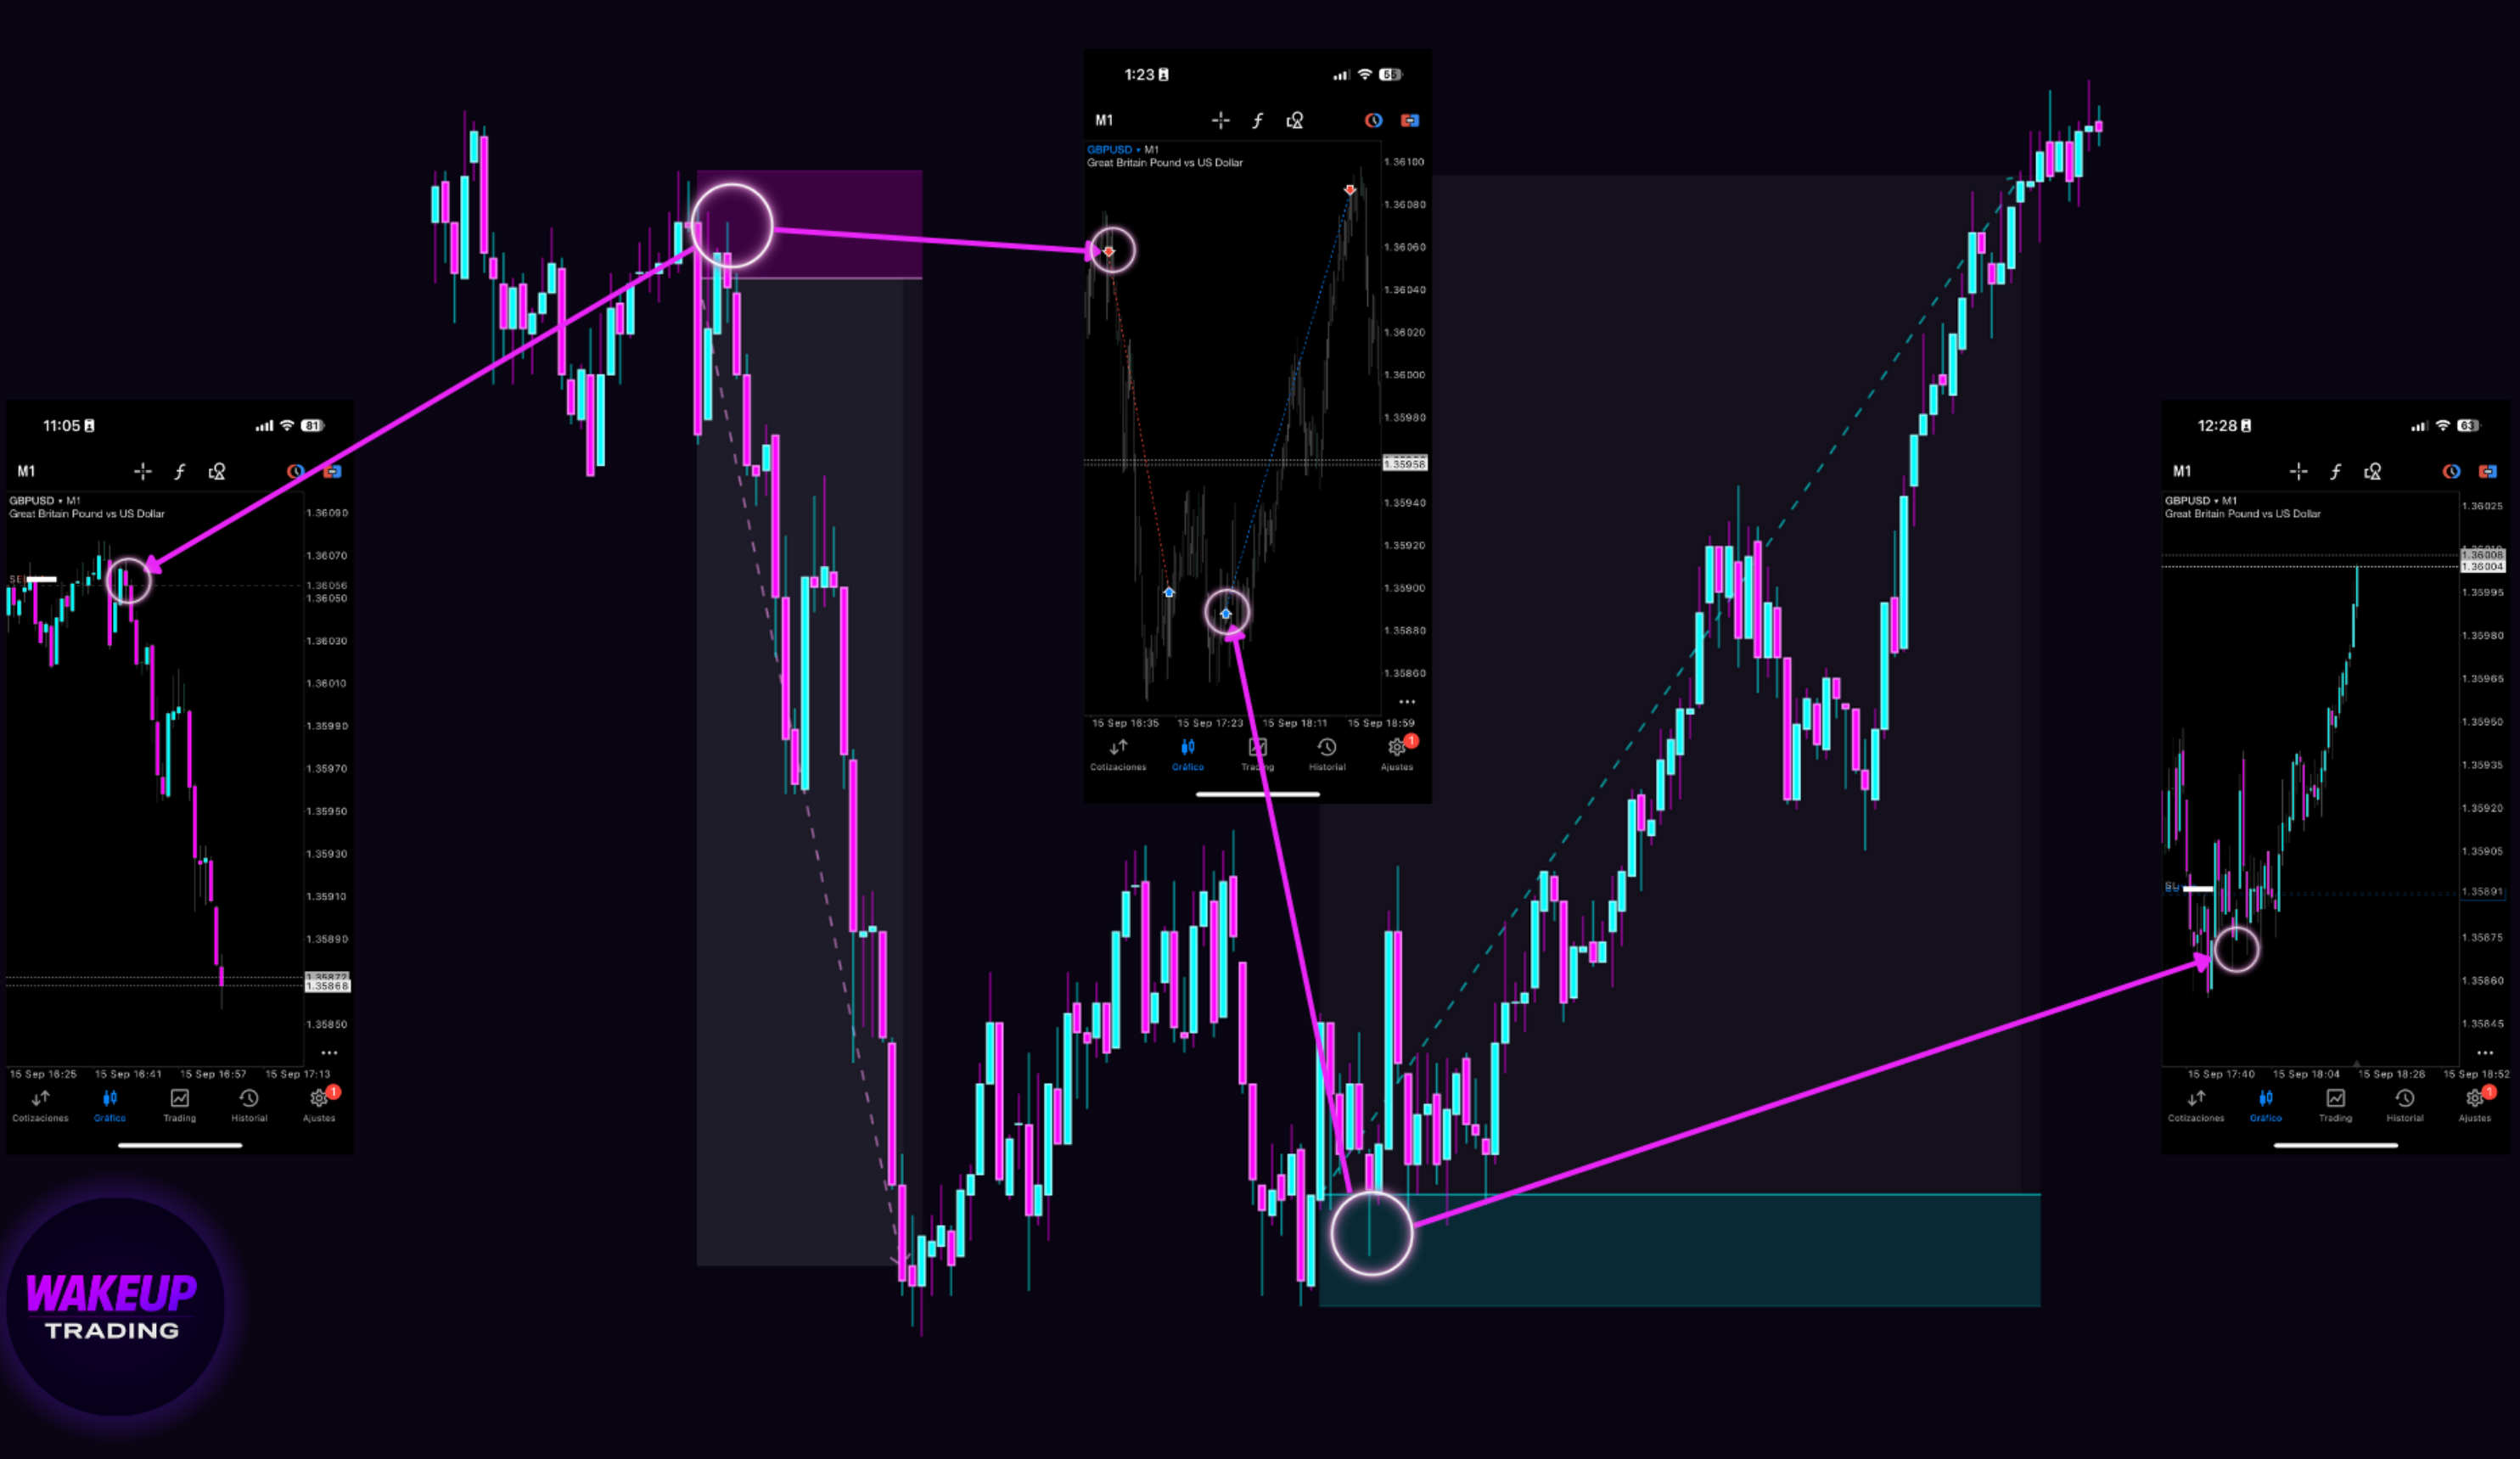 1:23
55
M1
GBPUSD • M1
Great Britain Pound vs US Dollar
1.36100
1.36080
1.36060
1.36040
1.36020
1.36000
1.35980
1.35958
1.35940
1.35920
1.35900
1.35880
1.35860
15 Sep 16:35
15 Sep 17:23
15 Sep 18:11
15 Sep 18:59
Cotizaciones
Gráfico
Trading
Historial
1
Ajustes
11:05
81
M1
GBPUSD • M1
Great Britain Pound vs US Dollar
1.36090
1.36070
1.36056
1.36050
1.36030
1.36010
1.35990
1.35970
1.35950
1.35930
1.35910
1.35890
1.35872
1.35868
1.35850
15 Sep 16:25
15 Sep 16:41
15 Sep 16:57
15 Sep 17:13
Cotizaciones
Gráfico
Trading
Historial
1
Ajustes
12:28
63
M1
GBPUSD • M1
Great Britain Pound vs US Dollar
1.36025
1.36008
1.36004
1.35995
1.35980
1.35965
1.35950
1.35935
1.35920
1.35905
1.35891
1.35875
1.35860
1.35845
15 Sep 17:40
15 Sep 18:04
15 Sep 18:26
15 Sep 18:52
Cotizaciones
Gráfico
Trading
Historial
1
Ajustes
WAKEUP
TRADING